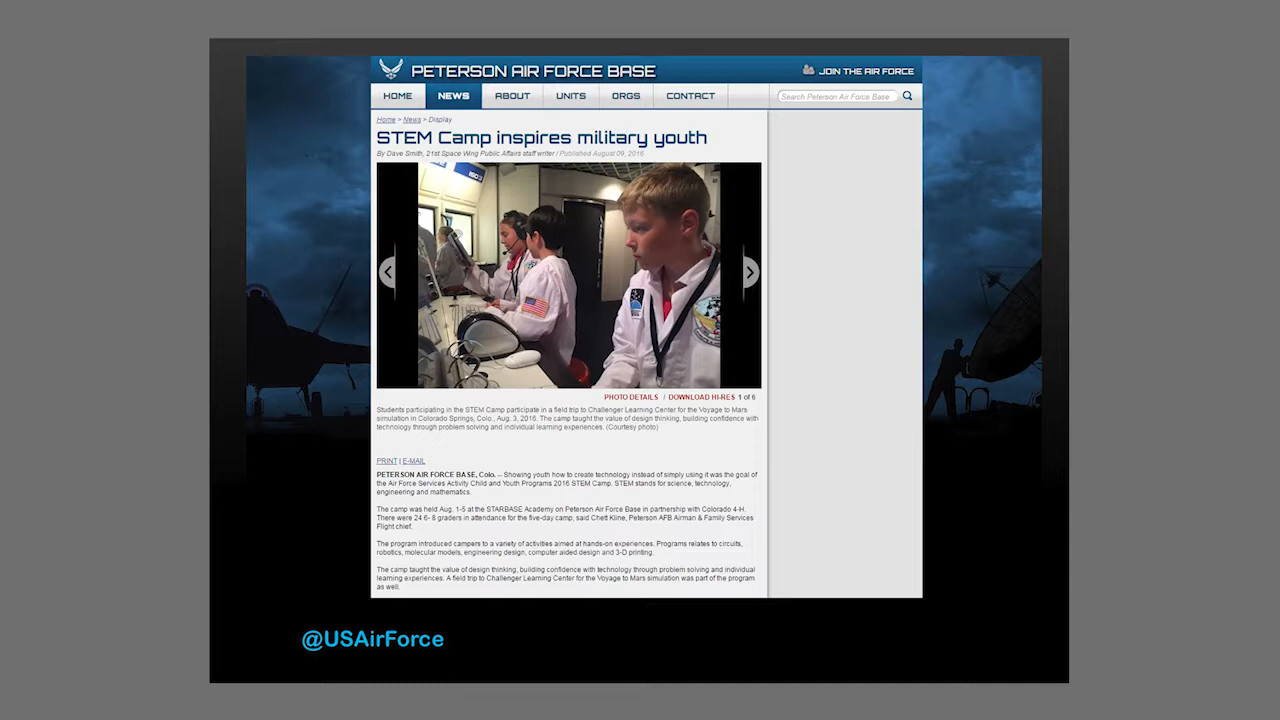 PETERSON AIR FORCE BASE
JOIN THE AIR FORCE
HOME NEWS ABOUT UNITS ORGS CONTACT
Search Peterson Air Force Base
Home > News > Display
STEM Camp inspires military youth
By Dave Smith, 21st Space Wing Public Affairs staff writer / Published August 09, 2016
PHOTO DETAILS / DOWNLOAD HI-RES 1 of 6
Students participating in the STEM Camp participate in a field trip to Challenger Learning Center for the Voyage to Mars
simulation in Colorado Springs, Colo., Aug. 3, 2016. The camp taught the value of design thinking, building confidence with
technology through problem solving and individual learning experiences. (Courtesy photo)
PRINT | E-MAIL
PETERSON AIR FORCE BASE, Colo. -- Showing youth how to create technology instead of simply using it was the goal of
the Air Force Services Activity Child and Youth Programs 2016 STEM Camp. STEM stands for science, technology,
engineering and mathematics.
The camp was held Aug. 1-5 at the STARBASE Academy on Peterson Air Force Base in partnership with Colorado 4-H.
There were 24 6- 8 graders in attendance for the five-day camp, said Chett Kline, Peterson AFB Airman & Family Services
Flight chief.
The program introduced campers to a variety of activities aimed at hands-on experiences. Programs relates to circuits,
robotics, molecular models, engineering design, computer aided design and 3-D printing.
The camp taught the value of design thinking, building confidence with technology through problem solving and individual
learning experiences. A field trip to Challenger Learning Center for the Voyage to Mars simulation was part of the program
as well.
@USAirForce